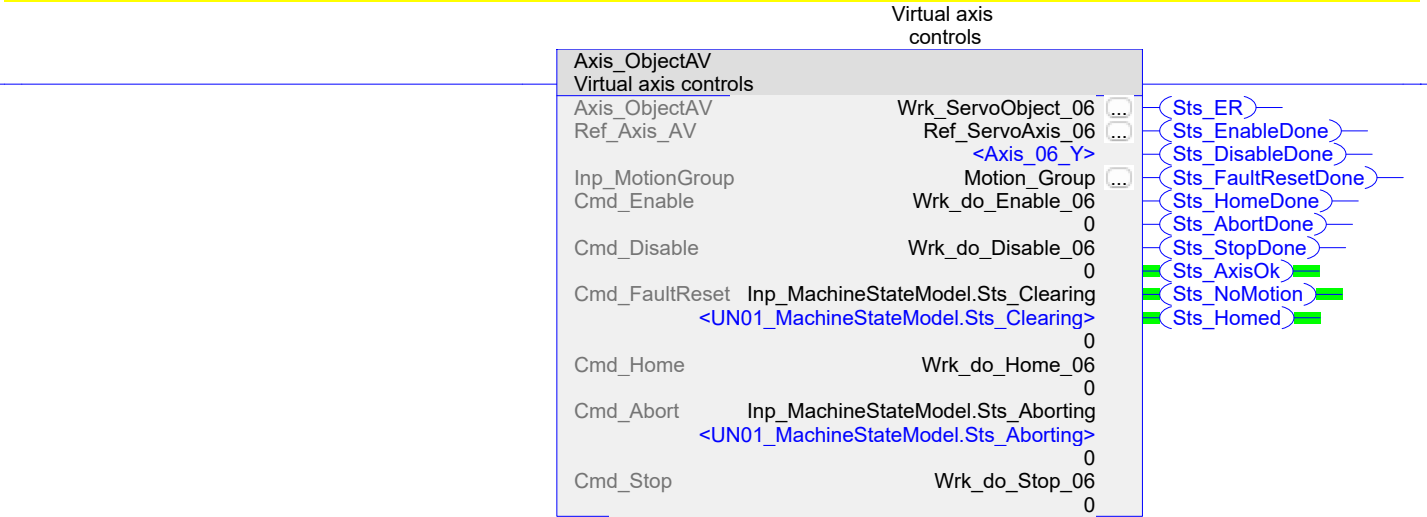 Virtual axis
controls
Axis_ObjectAV
Virtual axis controls
Axis_ObjectAV Wrk_ServoObject_06 ... Sts_ER
Ref_Axis_AV Ref_ServoAxis_06 ... Sts_EnableDone
<Axis_06_Y> Sts_DisableDone
Inp_MotionGroup Motion_Group ... Sts_FaultResetDone
Cmd_Enable Wrk_do_Enable_06 Sts_HomeDone
0 Sts_AbortDone
Cmd_Disable Wrk_do_Disable_06 Sts_StopDone
0 Sts_AxisOk
Cmd_FaultReset Inp_MachineStateModel.Sts_Clearing Sts_NoMotion
<UN01_MachineStateModel.Sts_Clearing> Sts_Homed
0
Cmd_Home Wrk_do_Home_06
0
Cmd_Abort Inp_MachineStateModel.Sts_Aborting
<UN01_MachineStateModel.Sts_Aborting>
0
Cmd_Stop Wrk_do_Stop_06
0